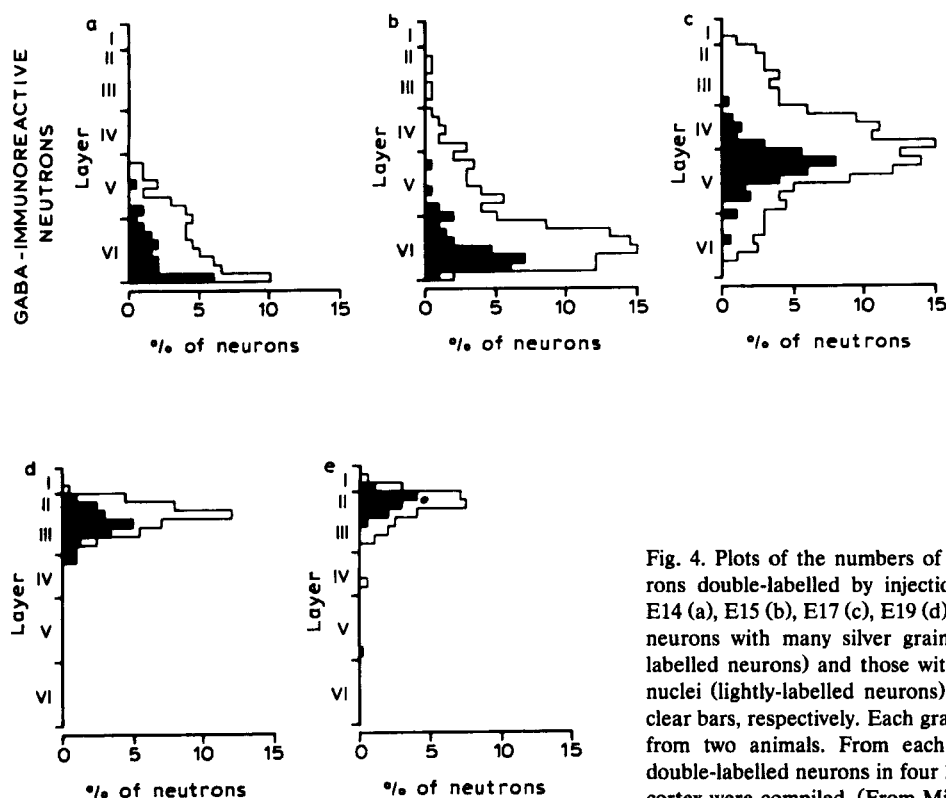 GABA-IMMUNOREACTIVE
NEUTRONS
a
Layer
I
II
III
IV
V
VI
0 5 10 15
% of neurons
b
Layer
I
II
III
IV
V
VI
0 5 10 15
% of neurons
c
Layer
I
II
III
IV
V
VI
0 5 10 15
% of neutrons
d
Layer
I
II
III
IV
V
VI
0 5 10 15
% of neutrons
e
Layer
I
II
III
IV
V
VI
0 5 10 15
% of neutrons
Fig. 4. Plots of the numbers of
rons double-labelled by injectio
E14 (a), E15 (b), E17 (c), E19 (d)
neurons with many silver grain
labelled neurons) and those wit
nuclei (lightly-labelled neurons)
clear bars, respectively. Each gra
from two animals. From each
double-labelled neurons in four
cortex were compiled. (From Mi